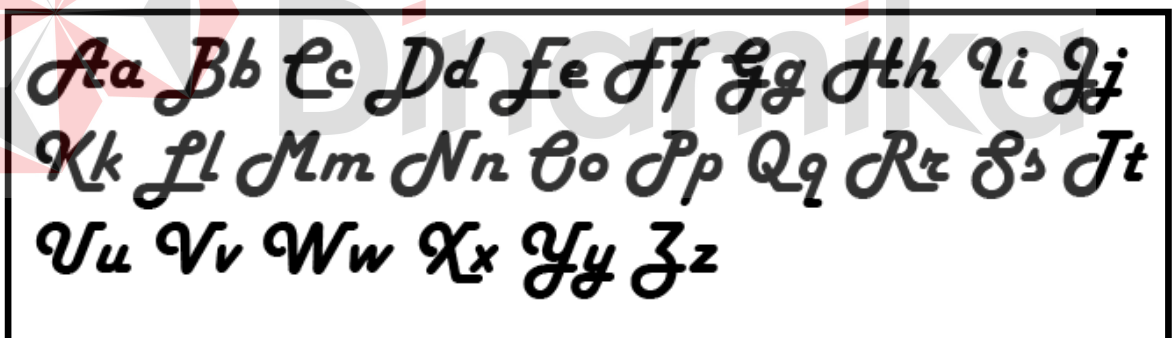 Dinamika
Aa Bb Cc Dd Ee Ff Gg Hh Ii Jj
Kk Ll Mm Nn Oo Pp Qq Rr Ss Tt
Uu Vv Ww Xx Yy Zz